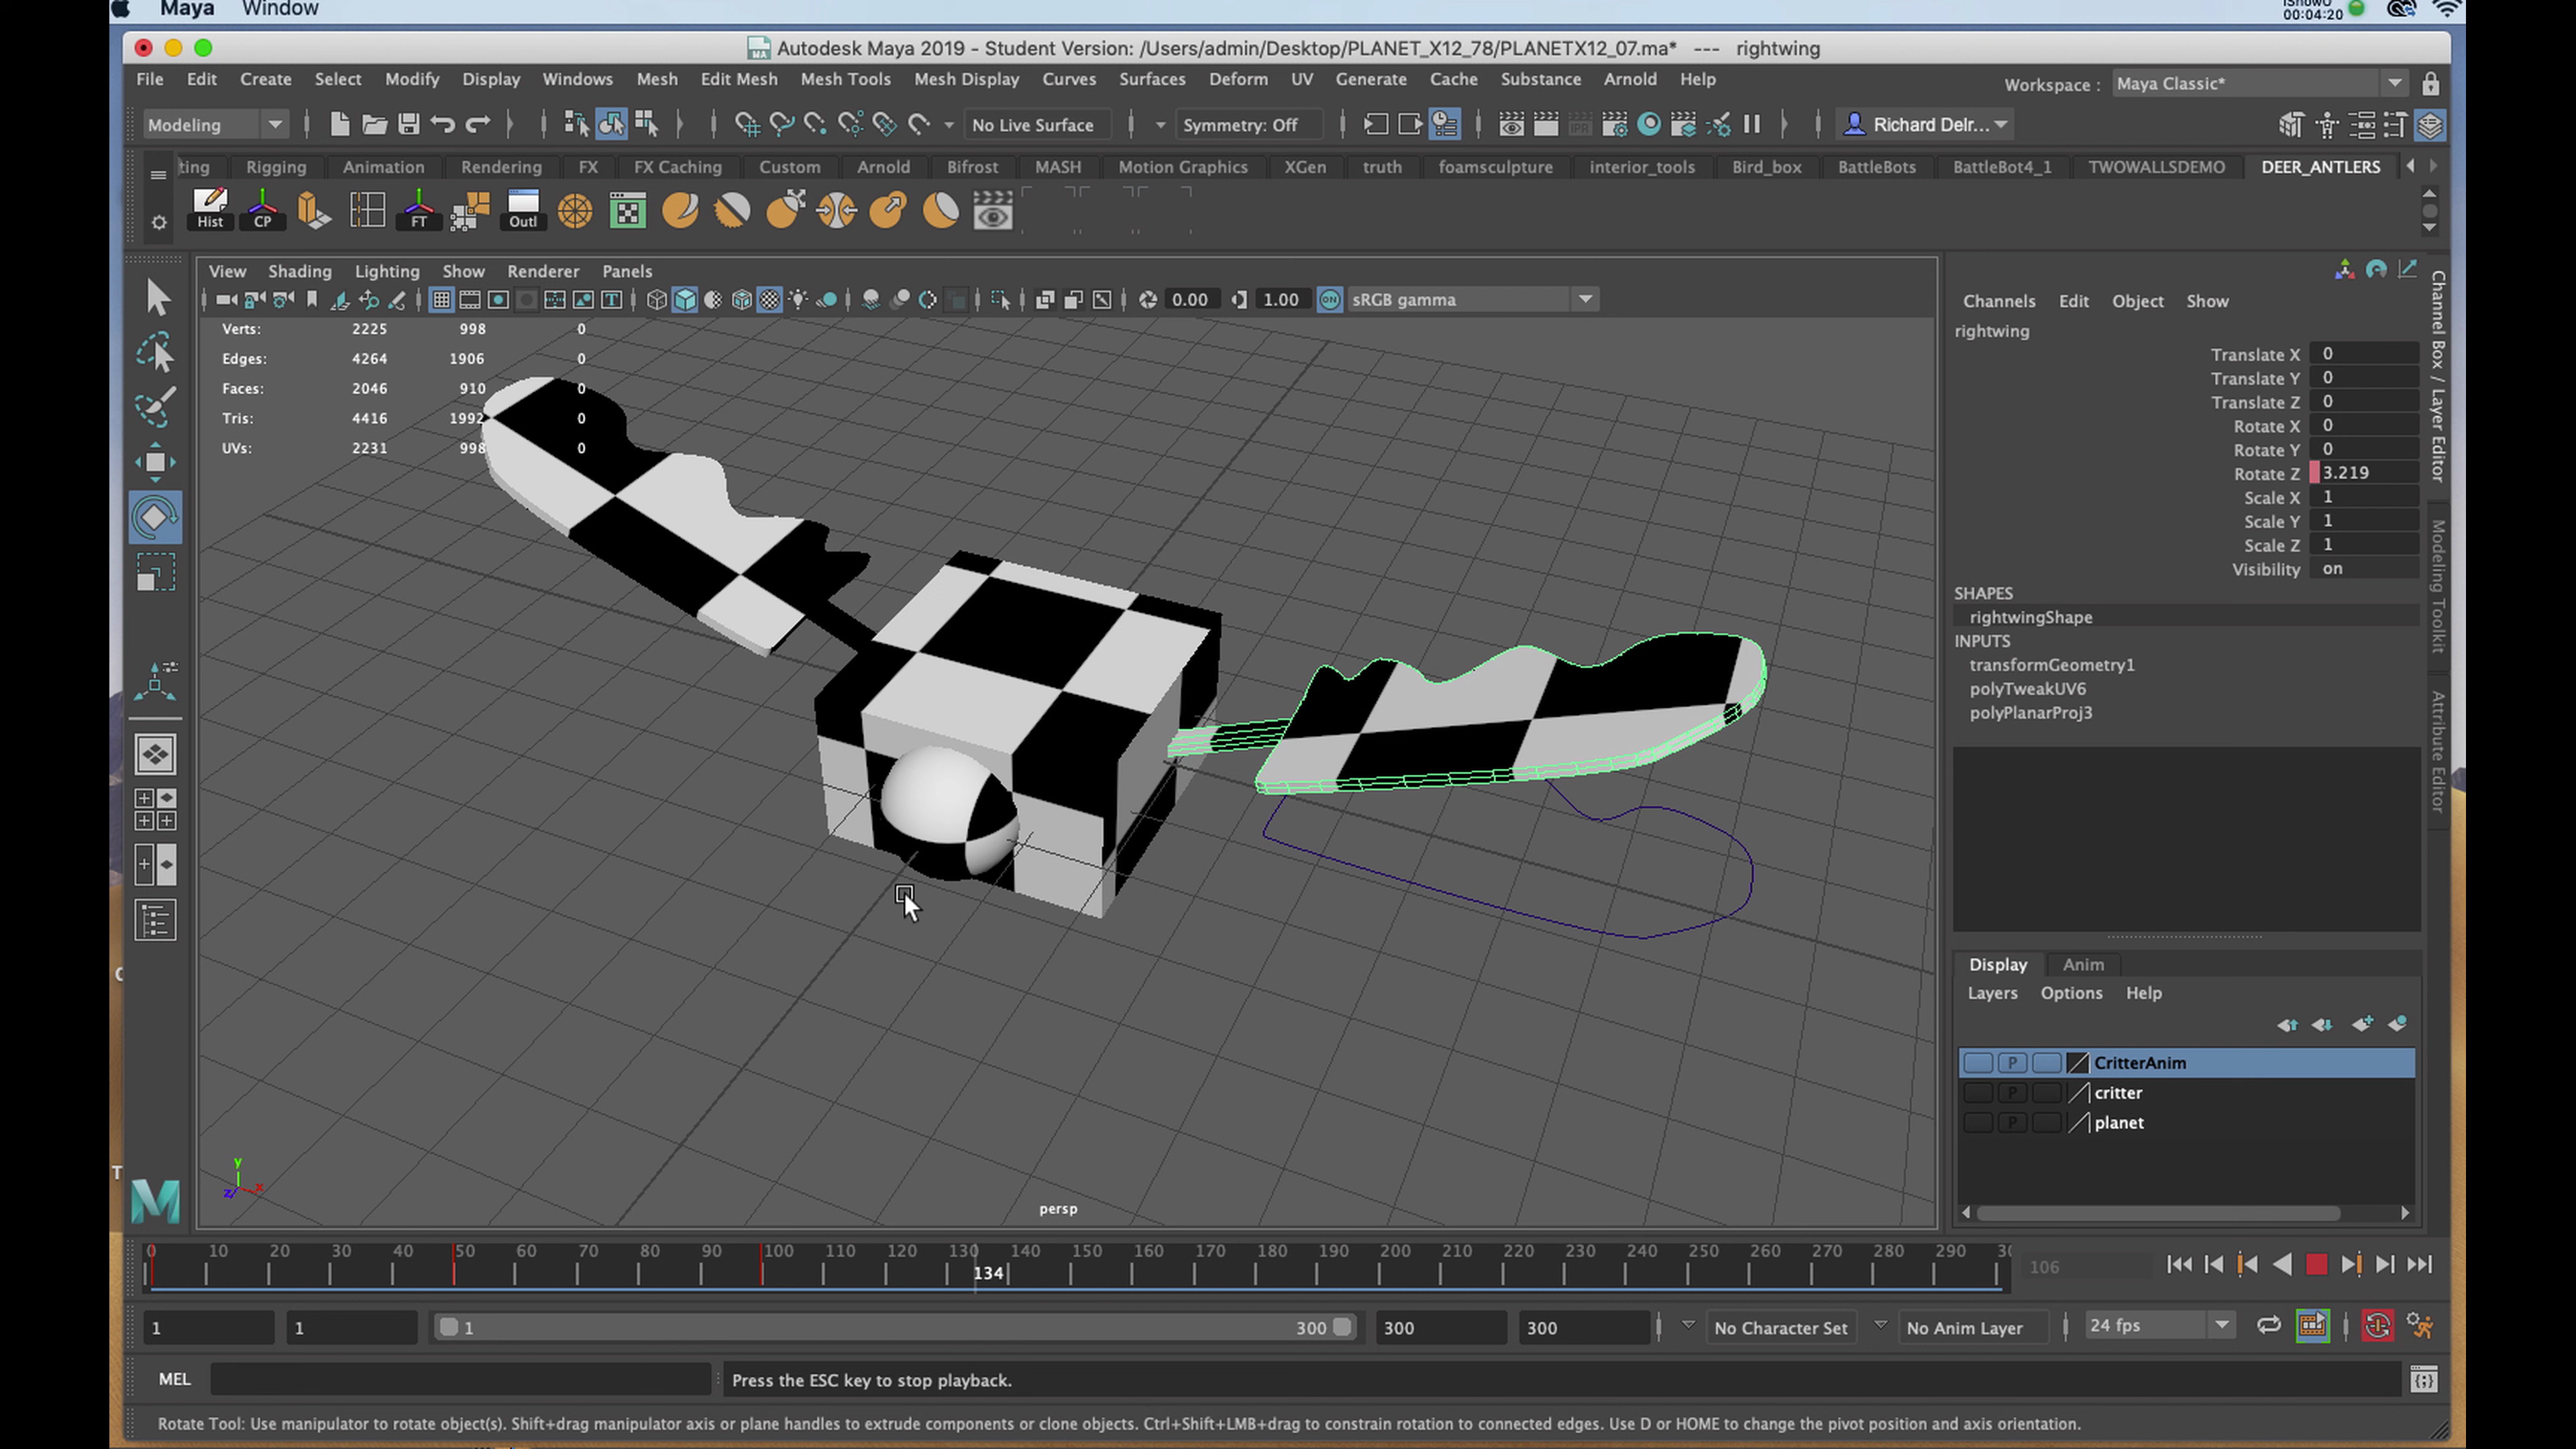 Maya Window
iShowU
00:04:20
Autodesk Maya 2019 - Student Version: /Users/admin/Desktop/PLANET_X12_78/PLANETX12_07.ma* --- rightwing
File Edit Create Select Modify Display Windows Mesh Edit Mesh Mesh Tools Mesh Display Curves Surfaces Deform UV Generate Cache Substance Arnold Help
Workspace : Maya Classic*
Modeling No Live Surface Symmetry: Off Richard Delr...
ting Rigging Animation Rendering FX FX Caching Custom Arnold Bifrost MASH Motion Graphics XGen truth foamsculpture interior_tools Bird_box BattleBots BattleBot4_1 TWOWALLSDEMO DEER_ANTLERS
Hist CP FT Outl
View Shading Lighting Show Renderer Panels
0.00 1.00 ON sRGB gamma
Verts: 2225 998 0
Edges: 4264 1906 0
Faces: 2046 910 0
Tris: 4416 1992 0
UVs: 2231 998 0
y
z x
persp
Channels Edit Object Show
rightwing
Translate X 0
Translate Y 0
Translate Z 0
Rotate X 0
Rotate Y 0
Rotate Z 3.219
Scale X 1
Scale Y 1
Scale Z 1
Visibility on
SHAPES
rightwingShape
INPUTS
transformGeometry1
polyTweakUV6
polyPlanarProj3
Channel Box / Layer Editor
Modeling Toolkit
Attribute Editor
Display Anim
Layers Options Help
P CritterAnim
P critter
P planet
0 10 20 30 40 50 60 70 80 90 100 110 120 130 140 150 160 170 180 190 200 210 220 230 240 250 260 270 280 290 30
134
106
1 1 1 300 300 300 No Character Set No Anim Layer 24 fps
MEL Press the ESC key to stop playback.
Rotate Tool: Use manipulator to rotate object(s). Shift+drag manipulator axis or plane handles to extrude components or clone objects. Ctrl+Shift+LMB+drag to constrain rotation to connected edges. Use D or HOME to change the pivot position and axis orientation.